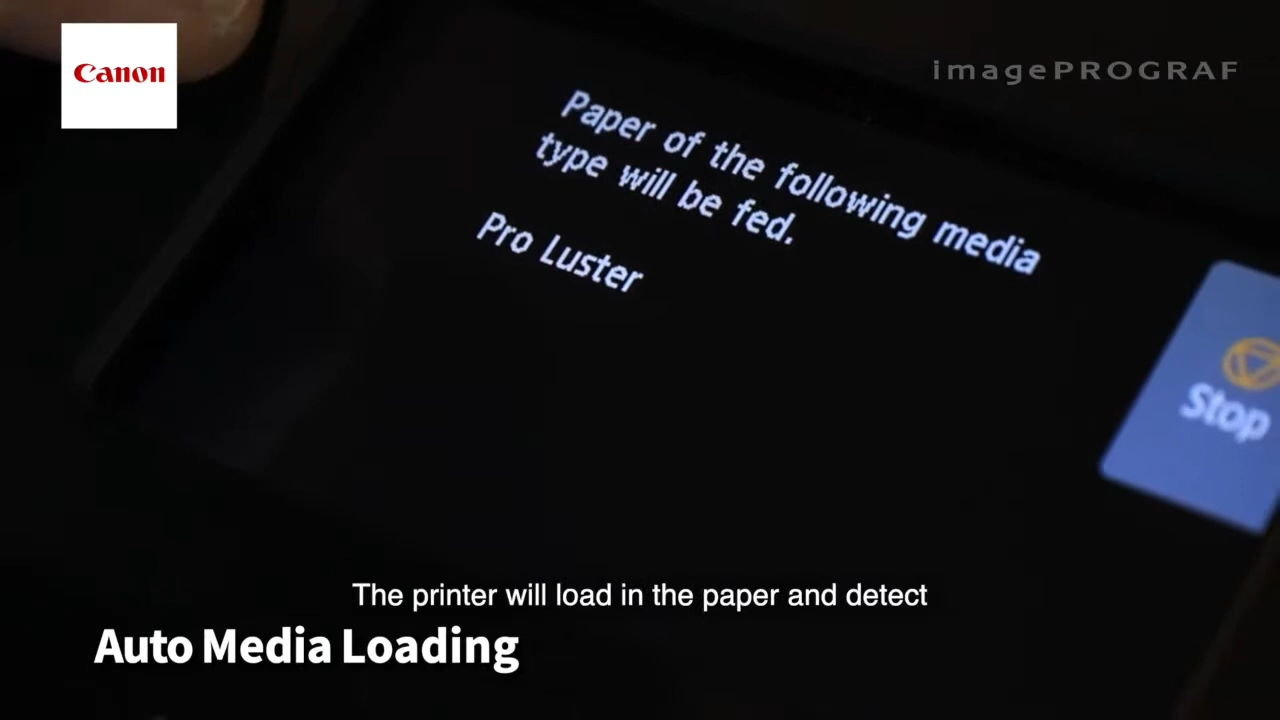 Canon
imagePROGRAF
Paper of the following media
type will be fed.
Pro Luster
Stop
The printer will load in the paper and detect
Auto Media Loading